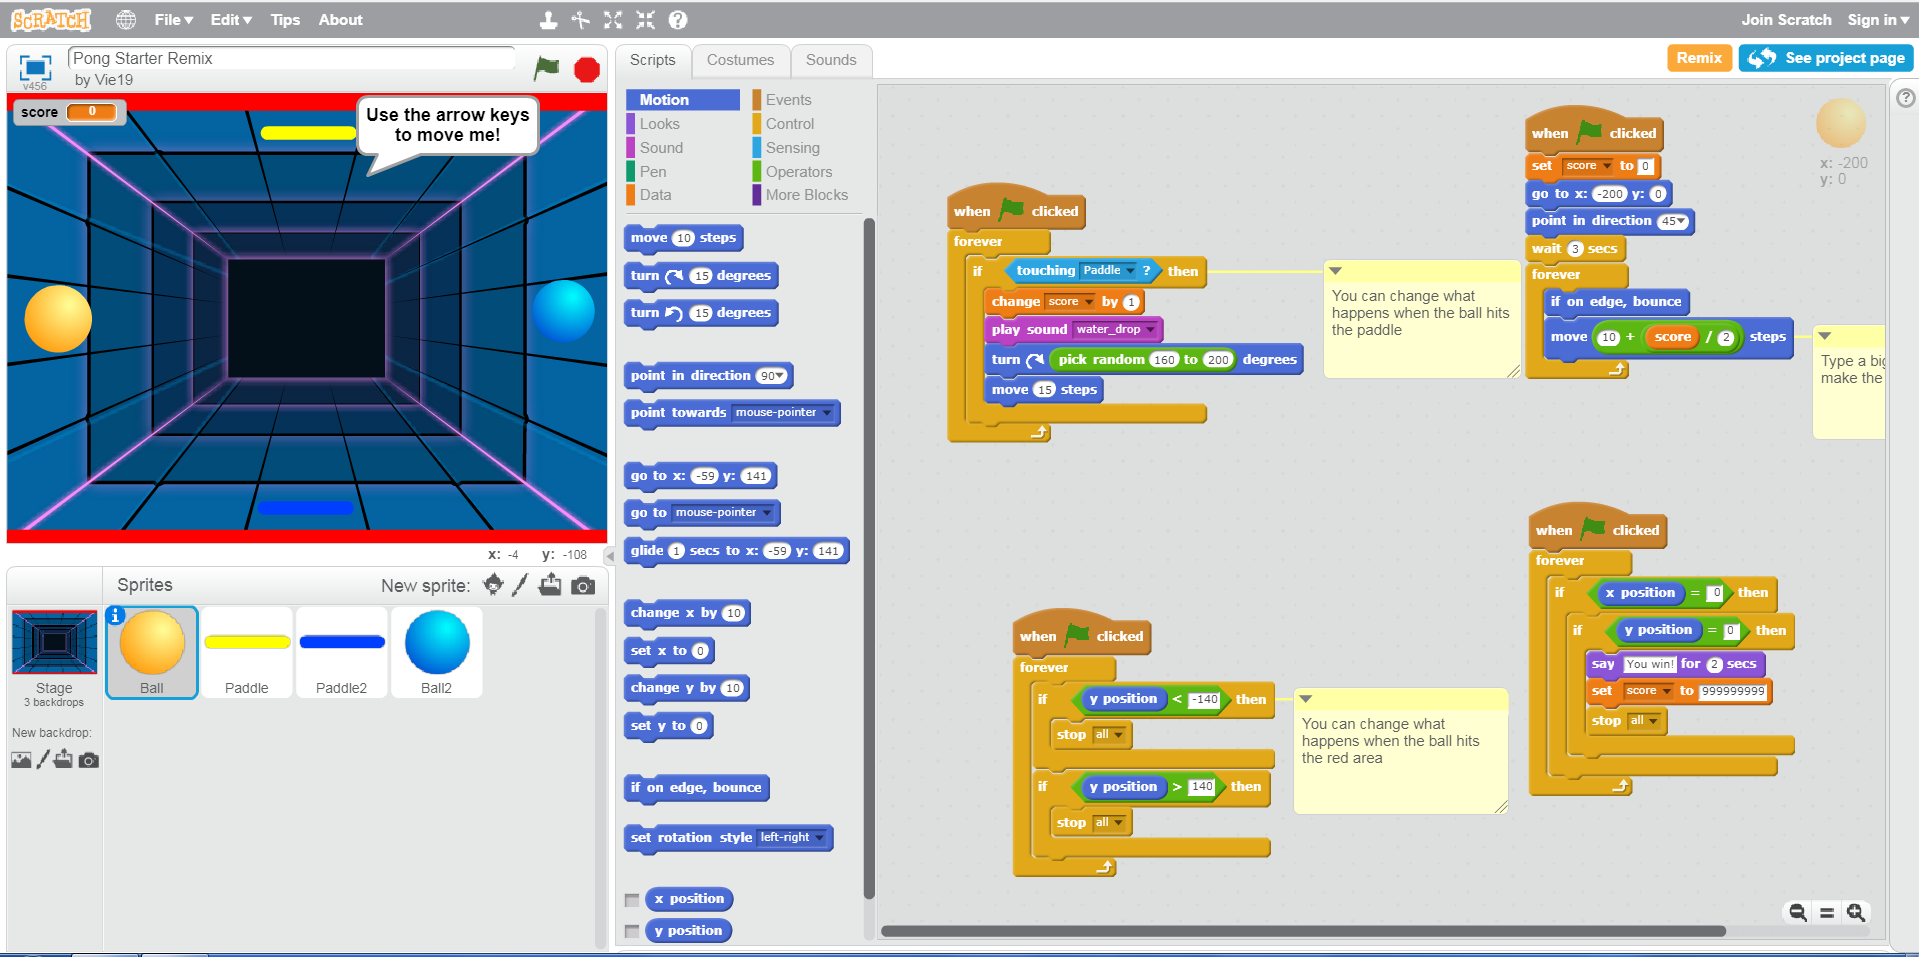 SCRATCH File▼ Edit▼ Tips About Join Scratch Sign in▼
Pong Starter Remix
by Vie19
v456
score 0
Use the arrow keys
to move me!
x: -4 y: -108
Sprites New sprite:
Stage
3 backdrops
New backdrop:
Ball
Paddle
Paddle2
Ball2
Scripts Costumes Sounds
Remix See project page
Motion Events
Looks Control
Sound Sensing
Pen Operators
Data More Blocks
move 10 steps
turn 15 degrees
turn 15 degrees
point in direction 90▼
point towards mouse-pointer
go to x: -59 y: 141
go to mouse-pointer
glide 1 secs to x: -59 y: 141
change x by 10
set x to 0
change y by 10
set y to 0
if on edge, bounce
set rotation style left-right
x position
y position
when clicked
forever
if touching Paddle ? then
change score by 1
play sound water_drop
turn pick random 160 to 200 degrees
move 15 steps
You can change what
happens when the ball hits
the paddle
when clicked
set score to 0
go to x: -200 y: 0
point in direction 45▼
wait 3 secs
forever
if on edge, bounce
move 10 + score / 2 steps
Type a big
make the
x: -200
y: 0
when clicked
forever
if y position < -140 then
stop all
if y position > 140 then
stop all
You can change what
happens when the ball hits
the red area
when clicked
forever
if x position = 0 then
if y position = 0 then
say You win! for 2 secs
set score to 999999999
stop all